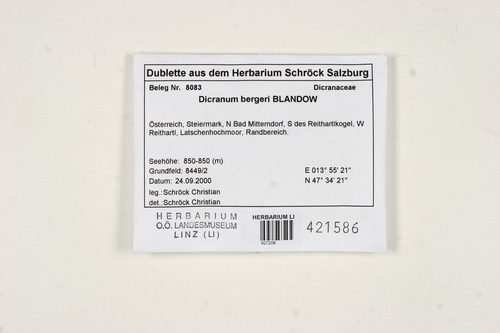 Dublette aus dem Herbarium Schröck Salzburg
Beleg Nr. 8083 Dicranaceae
Dicranum bergeri BLANDOW
Österreich, Steiermark, N Bad Mitterndorf, S des Reithartlkogel, W
Reithartl, Latschenhochmoor, Randbereich.
Seehöhe: 850-850 (m)
Grundfeld: 8449/2 E 013° 55' 21"
Datum: 24.09.2000 N 47° 34' 21"
leg.: Schröck Christian
det.: Schröck Christian
HERBARIUM
O.Ö. LANDESMUSEUM
LINZ (LI)
HERBARIUM LI
927208
421586